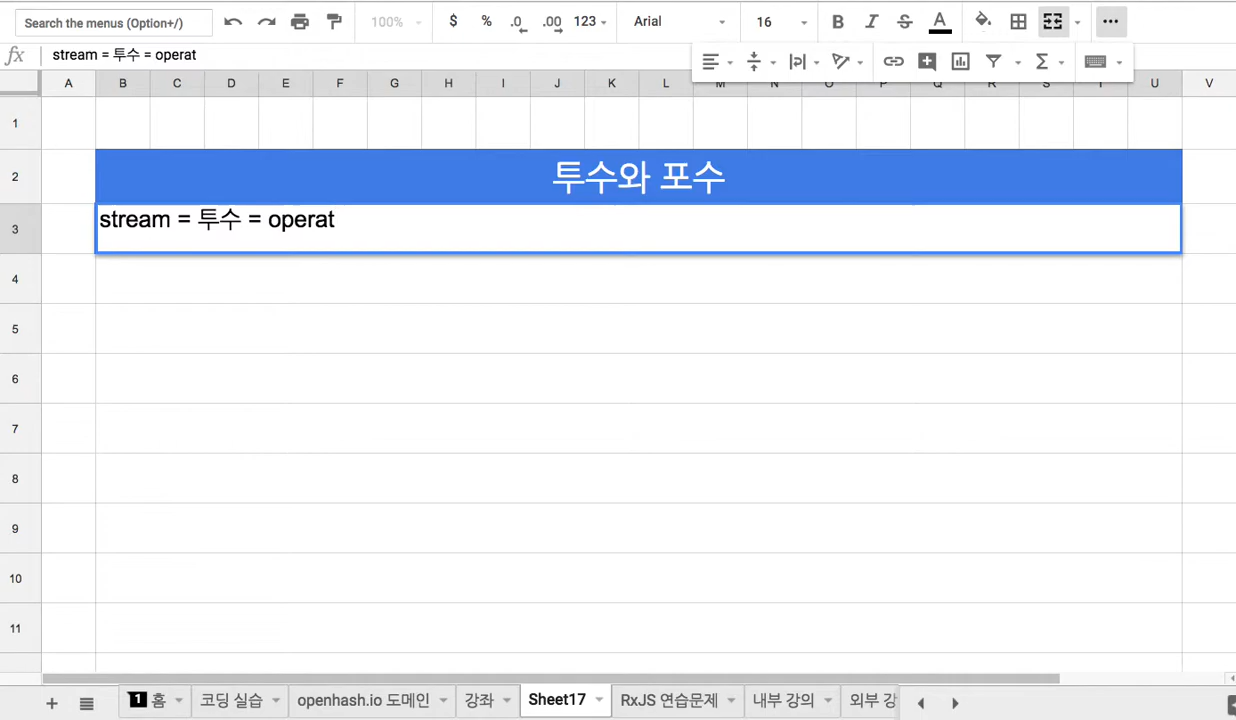 Search the menus (Option+/)
100%
$ % .0 .00 123
Arial
16
B I S A
fx stream = 투수 = operat
A B C D E F G H I J K L M N O P Q R S T U V
1
2 투수와 포수
3 stream = 투수 = operat
4
5
6
7
8
9
10
11
+ 1 홈 코딩 실습 openhash.io 도메인 강좌 Sheet17 RxJS 연습문제 내부 강의 외부 강